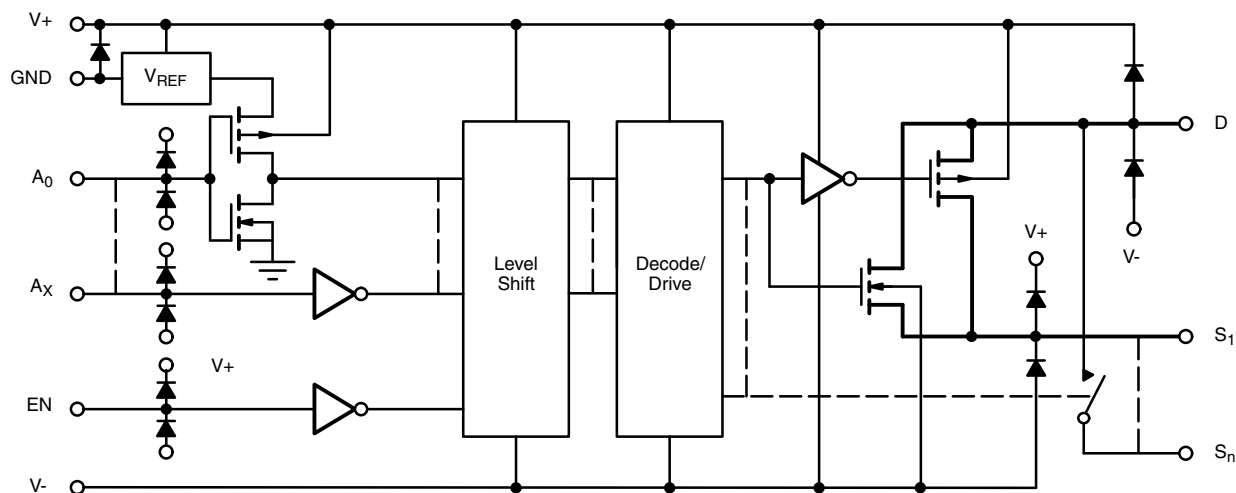 V+
GND
VREF
A0
AX
V+
EN
V-
Level
Shift
Decode/
Drive
D
V+
V-
S1
Sn